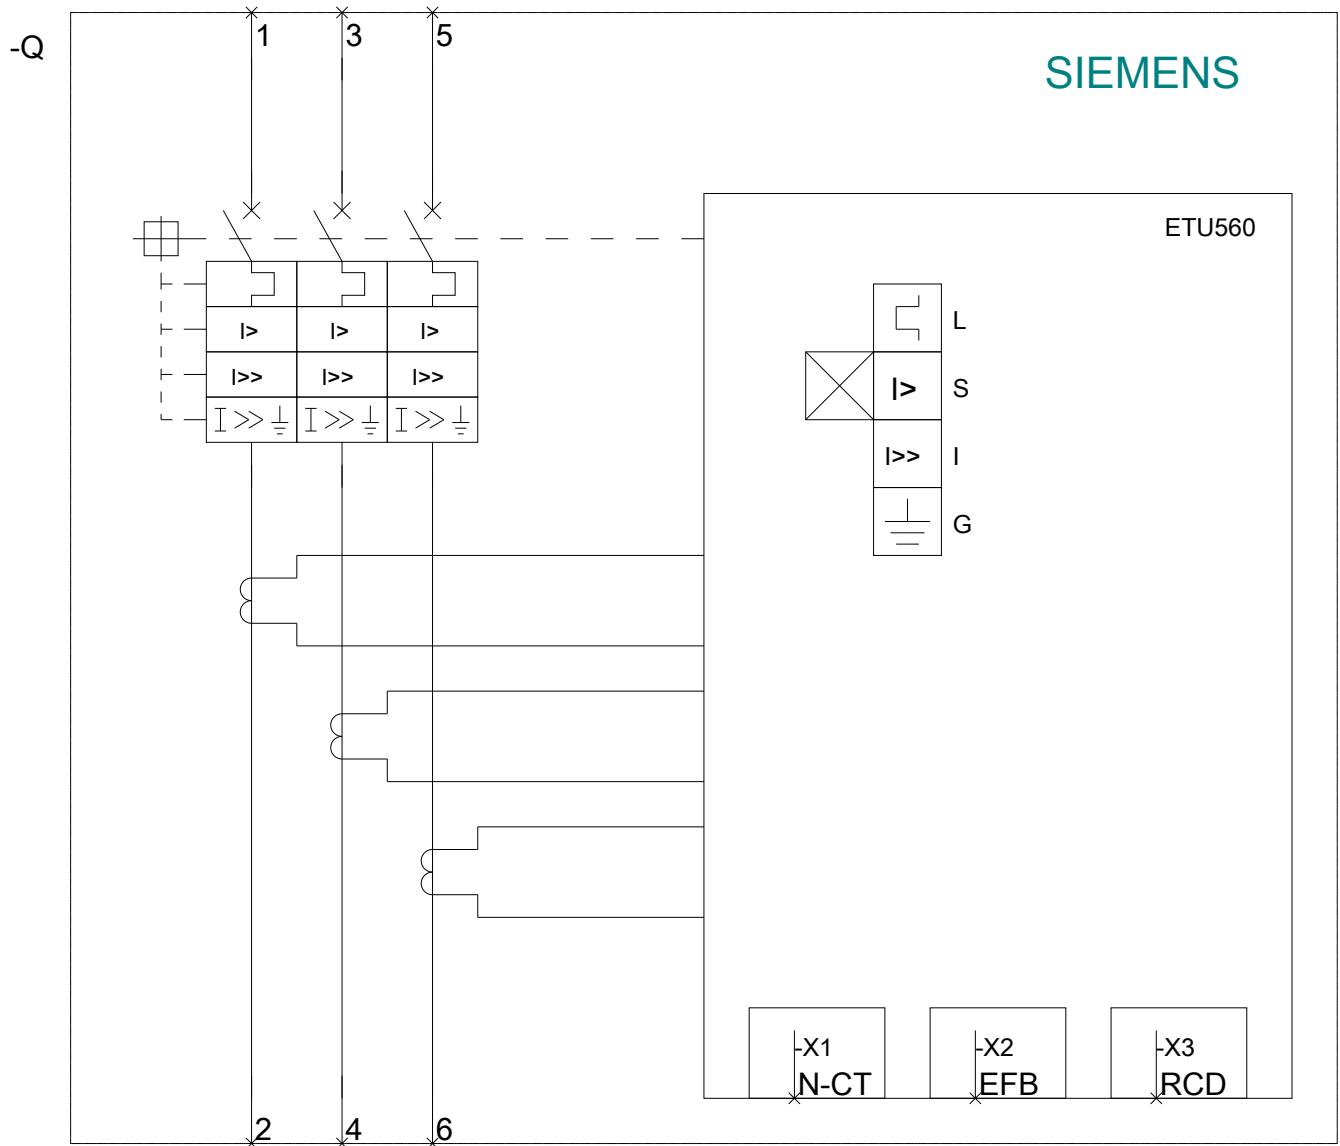 1 3 5
-Q
SIEMENS
ETU560
L
I> I> I>
I>> I>> I>>
I>> I>> I>>
I> S
I>> I
G
-X1 -X2 -X3
N-CT EFB RCD
2 4 6